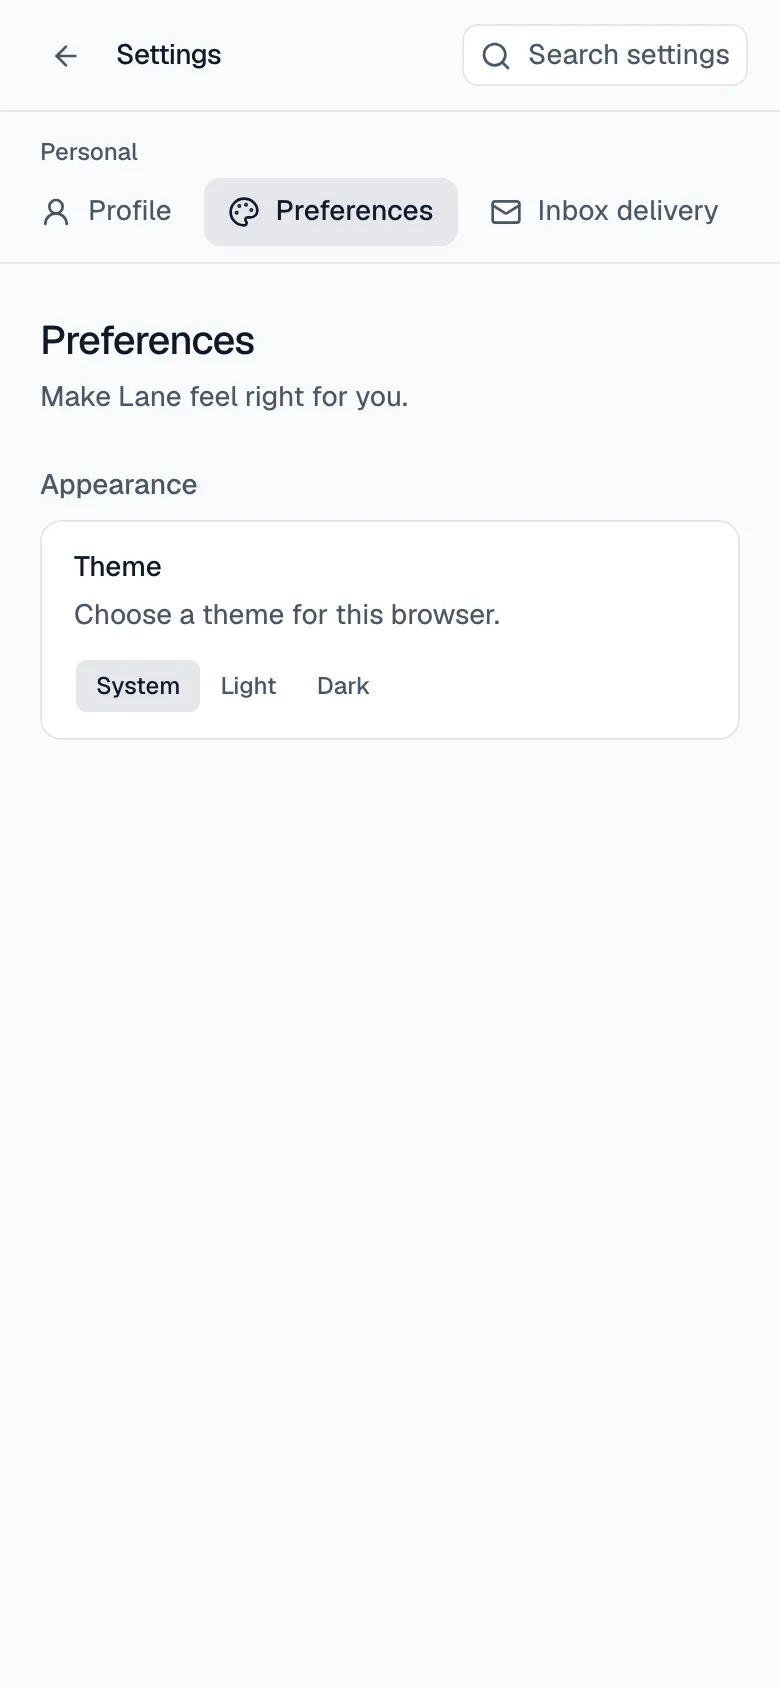 Settings
Search settings
Personal
Profile
Preferences
Inbox delivery
Preferences
Make Lane feel right for you.
Appearance
Theme
Choose a theme for this browser.
System
Light
Dark